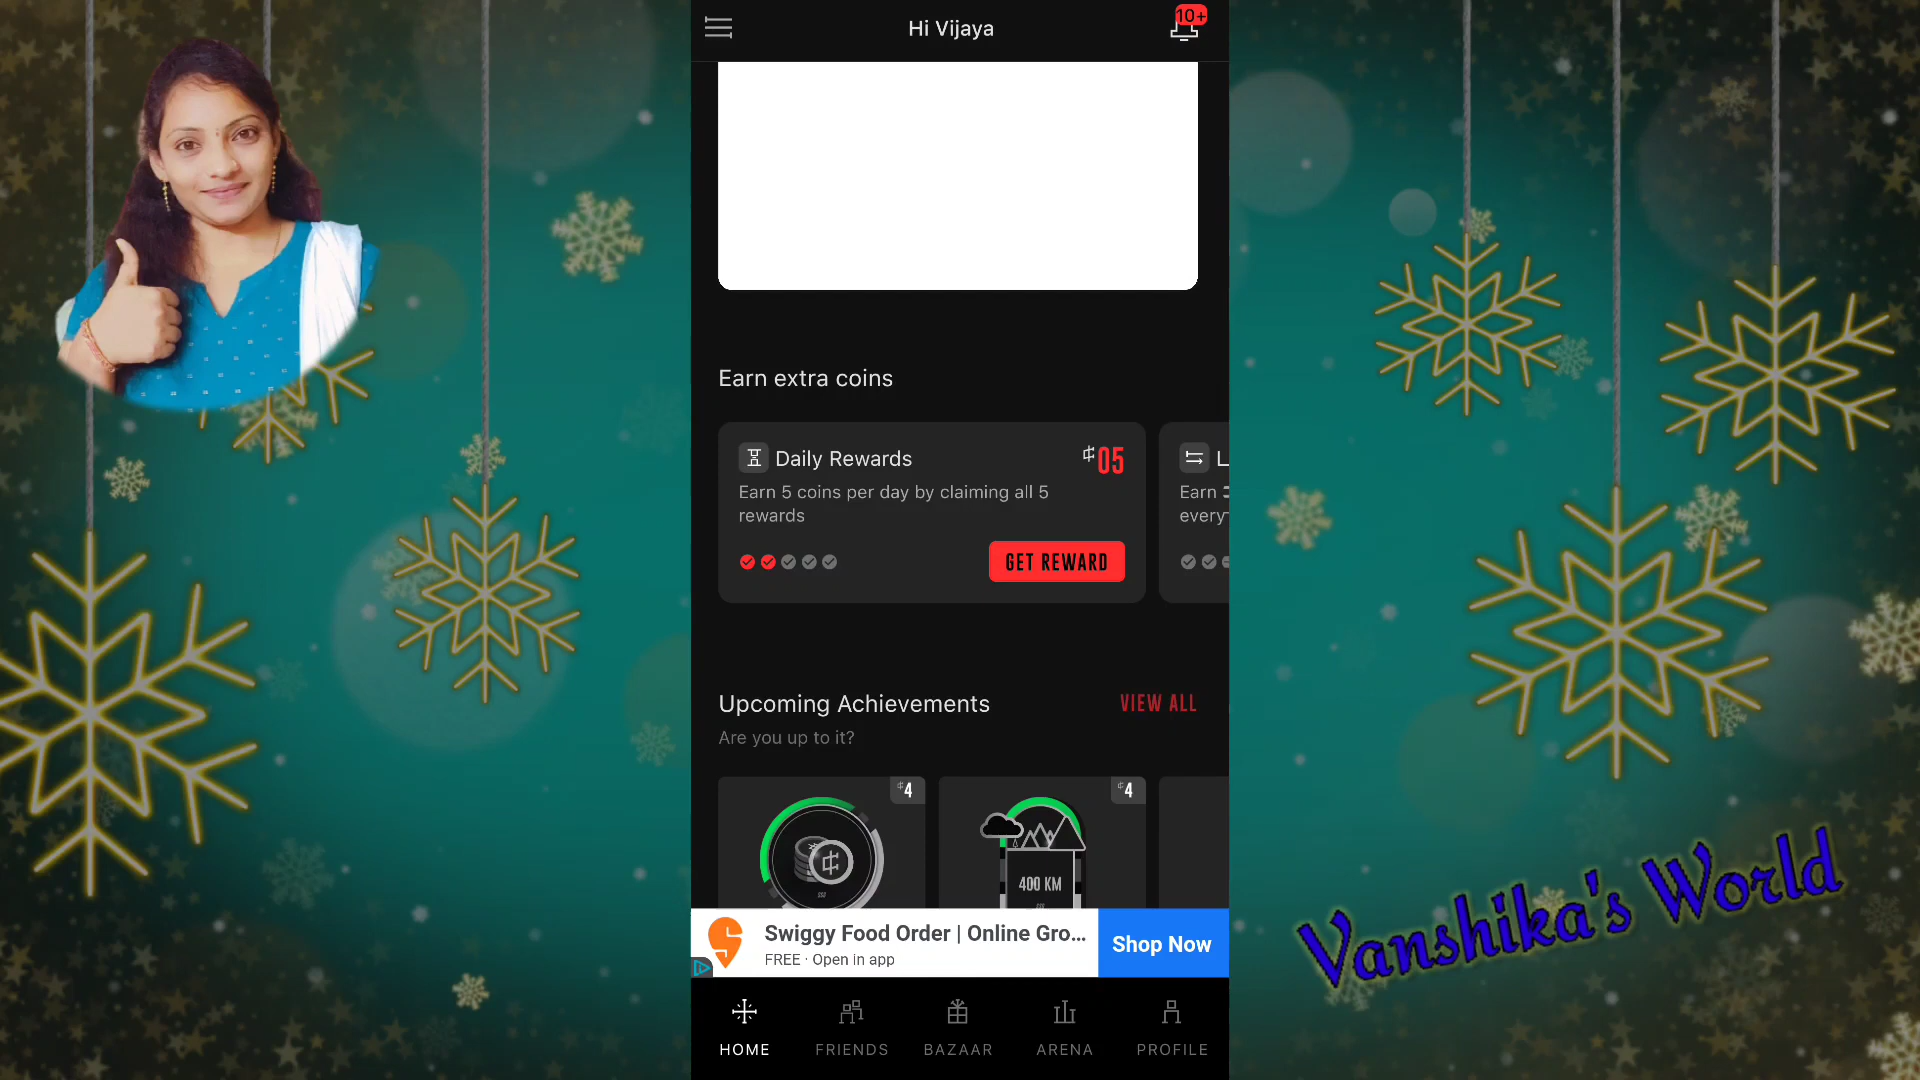 Hi Vijaya
10+
Earn extra coins
Daily Rewards
05
Earn 5 coins per day by claiming all 5
rewards
GET REWARD
L
Earn
every
Upcoming Achievements
VIEW ALL
Are you up to it?
4
4
400 KM
Swiggy Food Order | Online Gro...
FREE · Open in app
Shop Now
HOME
FRIENDS
BAZAAR
ARENA
PROFILE
Vanshika's World